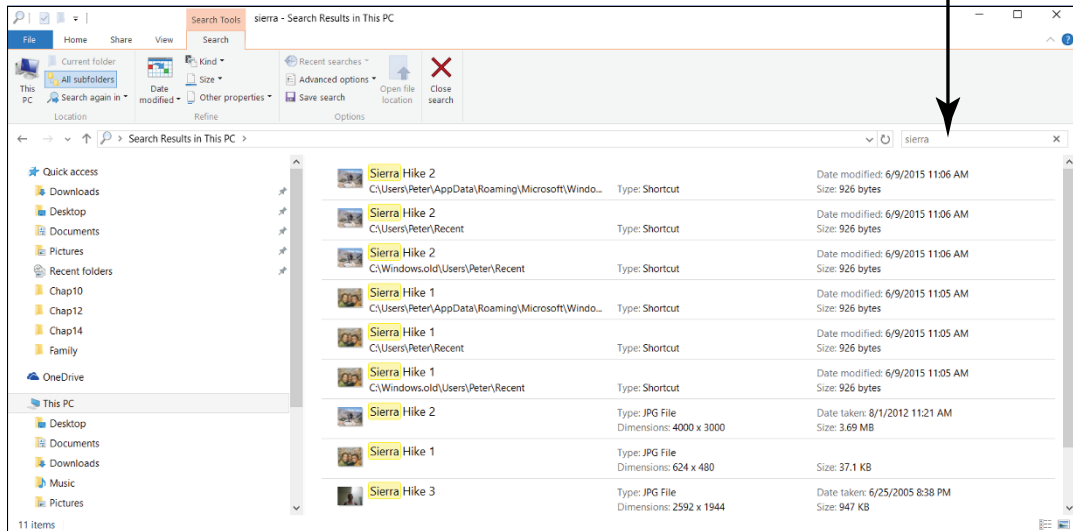 Search Tools sierra - Search Results in This PC
File Home Share View Search
This PC
Current folder
All subfolders
Search again in
Location
Date modified
Kind
Size
Other properties
Refine
Recent searches
Advanced options
Save search
Open file location
Options
Close search
Search Results in This PC
sierra
Quick access
Downloads
Desktop
Documents
Pictures
Recent folders
Chap10
Chap12
Chap14
Family
OneDrive
This PC
Desktop
Documents
Downloads
Music
Pictures
Sierra Hike 2 Date modified: 6/9/2015 11:06 AM
C:\Users\Peter\AppData\Roaming\Microsoft\Windo... Type: Shortcut Size: 926 bytes
Sierra Hike 2 Date modified: 6/9/2015 11:06 AM
C:\Users\Peter\Recent Type: Shortcut Size: 926 bytes
Sierra Hike 2 Date modified: 6/9/2015 11:06 AM
C:\Windows.old\Users\Peter\Recent Type: Shortcut Size: 926 bytes
Sierra Hike 1 Date modified: 6/9/2015 11:05 AM
C:\Users\Peter\AppData\Roaming\Microsoft\Windo... Type: Shortcut Size: 926 bytes
Sierra Hike 1 Date modified: 6/9/2015 11:05 AM
C:\Users\Peter\Recent Type: Shortcut Size: 926 bytes
Sierra Hike 1 Date modified: 6/9/2015 11:05 AM
C:\Windows.old\Users\Peter\Recent Type: Shortcut Size: 926 bytes
Sierra Hike 2 Type: JPG File Date taken: 8/1/2012 11:21 AM
Dimensions: 4000 x 3000 Size: 3.69 MB
Sierra Hike 1 Type: JPG File
Dimensions: 624 x 480 Size: 37.1 KB
Sierra Hike 3 Type: JPG File Date taken: 6/25/2005 8:38 PM
Dimensions: 2592 x 1944 Size: 947 KB
11 items